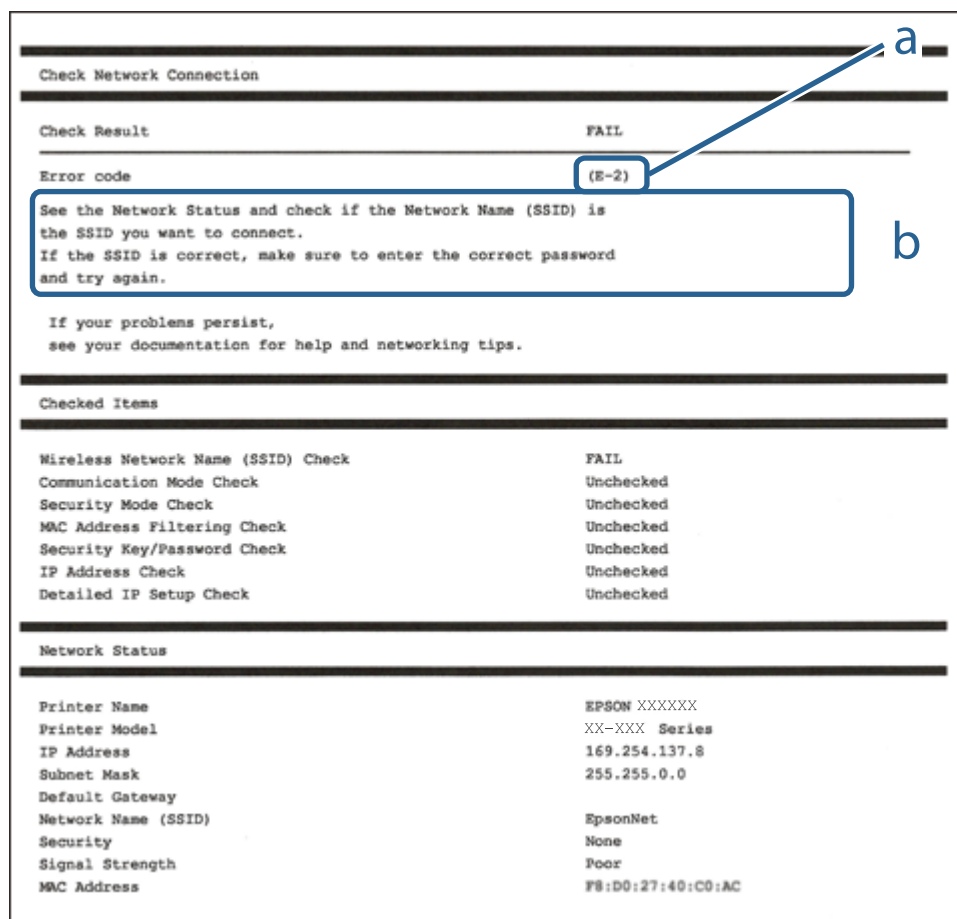 a
Check Network Connection
Check Result FAIL
Error code (E-2)
See the Network Status and check if the Network Name (SSID) is
the SSID you want to connect.
If the SSID is correct, make sure to enter the correct password
and try again.
b
If your problems persist,
see your documentation for help and networking tips.
Checked Items
Wireless Network Name (SSID) Check FAIL
Communication Mode Check Unchecked
Security Mode Check Unchecked
MAC Address Filtering Check Unchecked
Security Key/Password Check Unchecked
IP Address Check Unchecked
Detailed IP Setup Check Unchecked
Network Status
Printer Name EPSON XXXXXX
Printer Model XX-XXX Series
IP Address 169.254.137.8
Subnet Mask 255.255.0.0
Default Gateway
Network Name (SSID) EpsonNet
Security None
Signal Strength Poor
MAC Address F8:D0:27:40:C0:AC